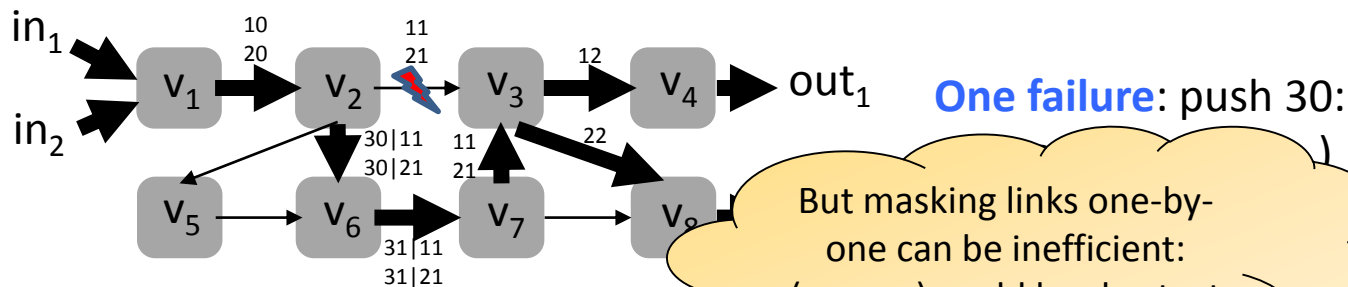 in1
in2
10
20
11
21
12
v1
v2
v3
v4
out1
One failure: push 30:
30|11
30|21
11
21
22
)
v5
v6
v7
31|11
31|21
But masking links one-by-
one can be inefficient: